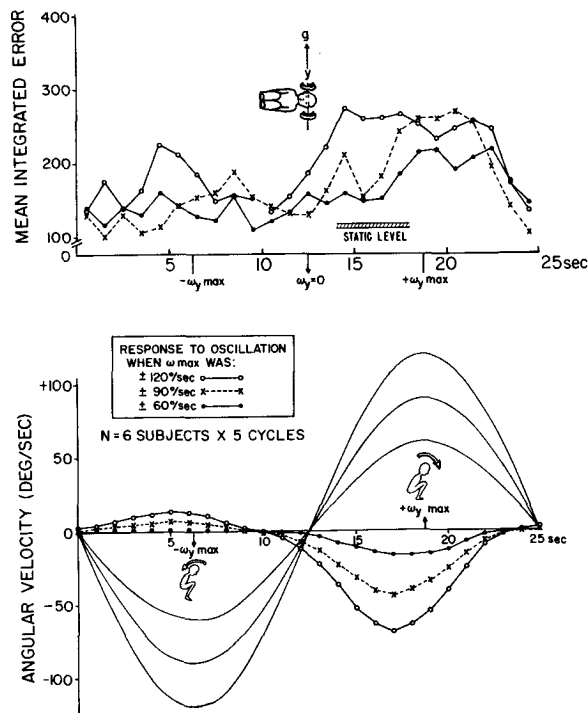 MEAN INTEGRATED ERROR
400
300
200
100
0
g
y
STATIC LEVEL
5
10
15
20
25 sec
-ωy max
ωy=0
+ωy max
ANGULAR VELOCITY (DEG/SEC)
+100
50
0
-50
-100
RESPONSE TO OSCILLATION
WHEN ω max WAS:
± 120°/sec
± 90°/sec
± 60°/sec
N = 6 SUBJECTS X 5 CYCLES
+ωy max
5
10
15
20
25 sec
-ωy max